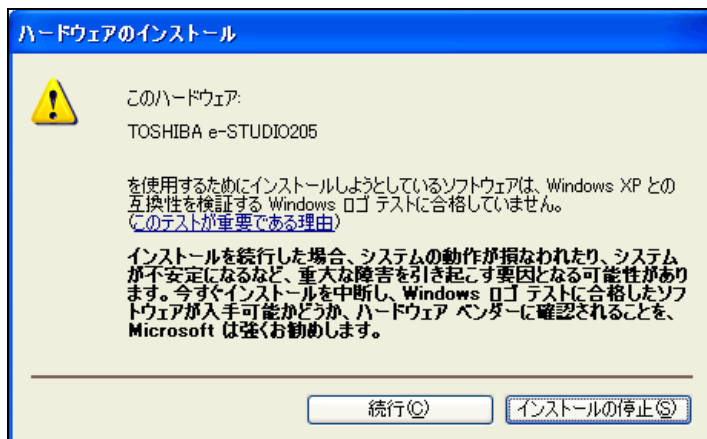 ハードウェアのインストール
このハードウェア:
TOSHIBA e-STUDIO205
を使用するためにインストールしようとしているソフトウェアは、Windows XP との
互換性を検証する Windows ロゴ テストに合格していません。
(このテストが重要である理由)
インストールを続行した場合、システムの動作が損なわれたり、システム
が不安定になるなど、重大な障害を引き起こす要因となる可能性があり
ます。今すぐインストールを中断し、Windows ロゴ テストに合格したソフ
トウェアが入手可能かどうか、ハードウェア ベンダーに確認されることを、
Microsoft は強くお勧めします。
続行(C) インストールの停止(S)